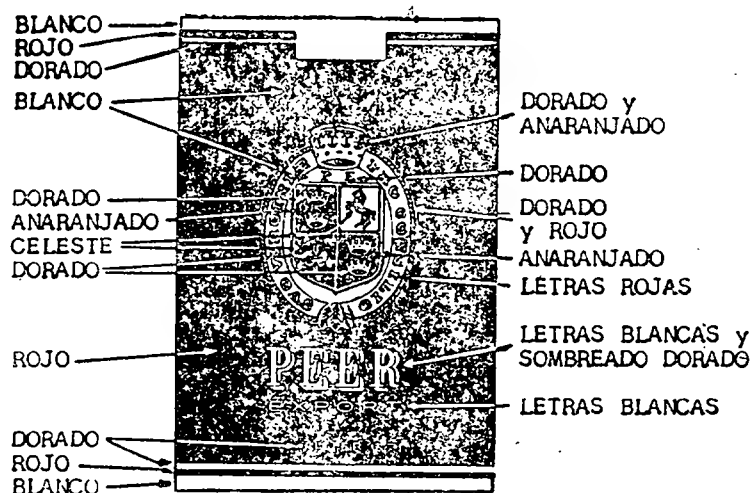 BLANCO
ROJO
DORADO
BLANCO
DORADO
ANARANJADO
CELESTE
DORADO
ROJO
DORADO
ROJO
BLANCO
DORADO y
ANARANJADO
DORADO
DORADO
y ROJO
ANARANJADO
LETRAS ROJAS
LETRAS BLANCAS y
SOMBREADO DORADO
LETRAS BLANCAS
PEER
EXPORT